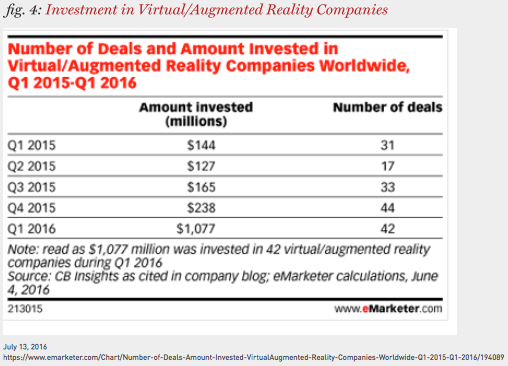 fig. 4: Investment in Virtual/Augmented Reality Companies
Number of Deals and Amount Invested in
Virtual/Augmented Reality Companies Worldwide,
Q1 2015-Q1 2016
Amount invested Number of deals
(millions)
Q1 2015 $144 31
Q2 2015 $127 17
Q3 2015 $165 33
Q4 2015 $238 44
Q1 2016 $1,077 42
Note: read as $1,077 million was invested in 42 virtual/augmented reality
companies during Q1 2016
Source: CB Insights as cited in company blog; eMarketer calculations, June
4, 2016
213015 www.eMarketer.com
July 13, 2016
https://www.emarketer.com/Chart/Number-of-Deals-Amount-Invested-VirtualAugmented-Reality-Companies-Worldwide-Q1-2015-Q1-2016/194089